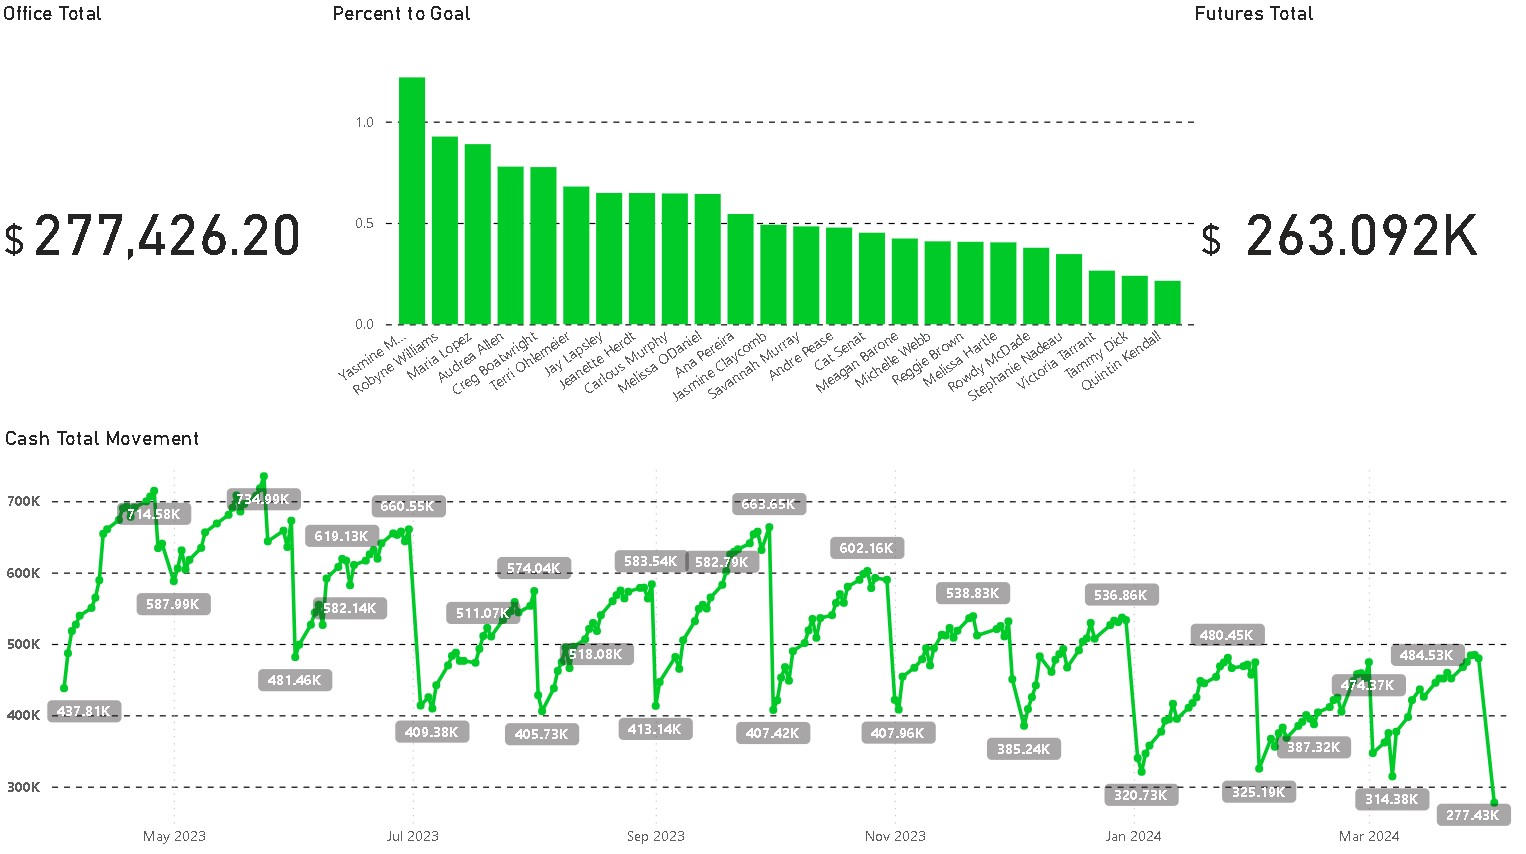 Office Total
Percent to Goal
Futures Total
$ 277,426.20
1.0
0.5
0.0
Yasmine M...
Robyne Williams
Maria Lopez
Audrea Allen
Creg Boatwright
Terri Ohlemeier
Jay Lapsley
Jeanette Herdt
Carlous Murphy
Melissa ODaniel
Ana Pereira
Jasmine Claycomb
Savannah Murray
Andre Pease
Cat Senat
Meagan Barone
Michelle Webb
Reggie Brown
Melissa Hartle
Rowdy McDade
Stephanie Nadeau
Victoria Tarrant
Tammy Dick
Quintin Kendall
$ 263.092K
Cash Total Movement
700K
600K
500K
400K
300K
437.81K
714.58K
587.99K
734.99K
481.46K
619.13K
582.14K
660.55K
409.38K
511.07K
574.04K
405.73K
518.08K
583.54K
413.14K
582.79K
663.65K
407.42K
602.16K
407.96K
538.83K
385.24K
536.86K
320.73K
480.45K
325.19K
387.32K
474.37K
314.38K
484.53K
277.43K
May 2023
Jul 2023
Sep 2023
Nov 2023
Jan 2024
Mar 2024